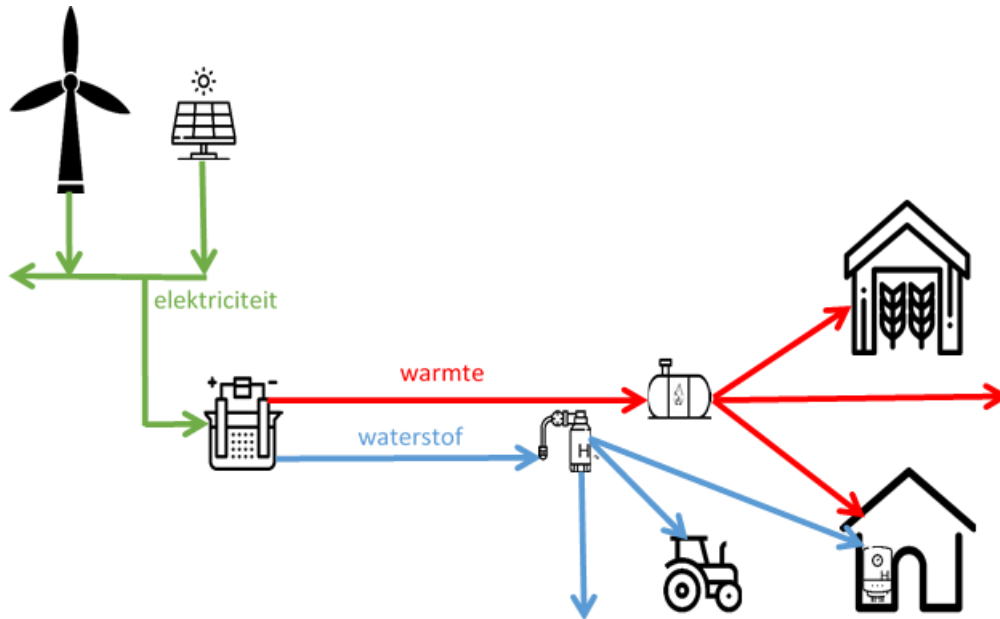 elektriciteit
+ -
warmte
waterstof
H
H